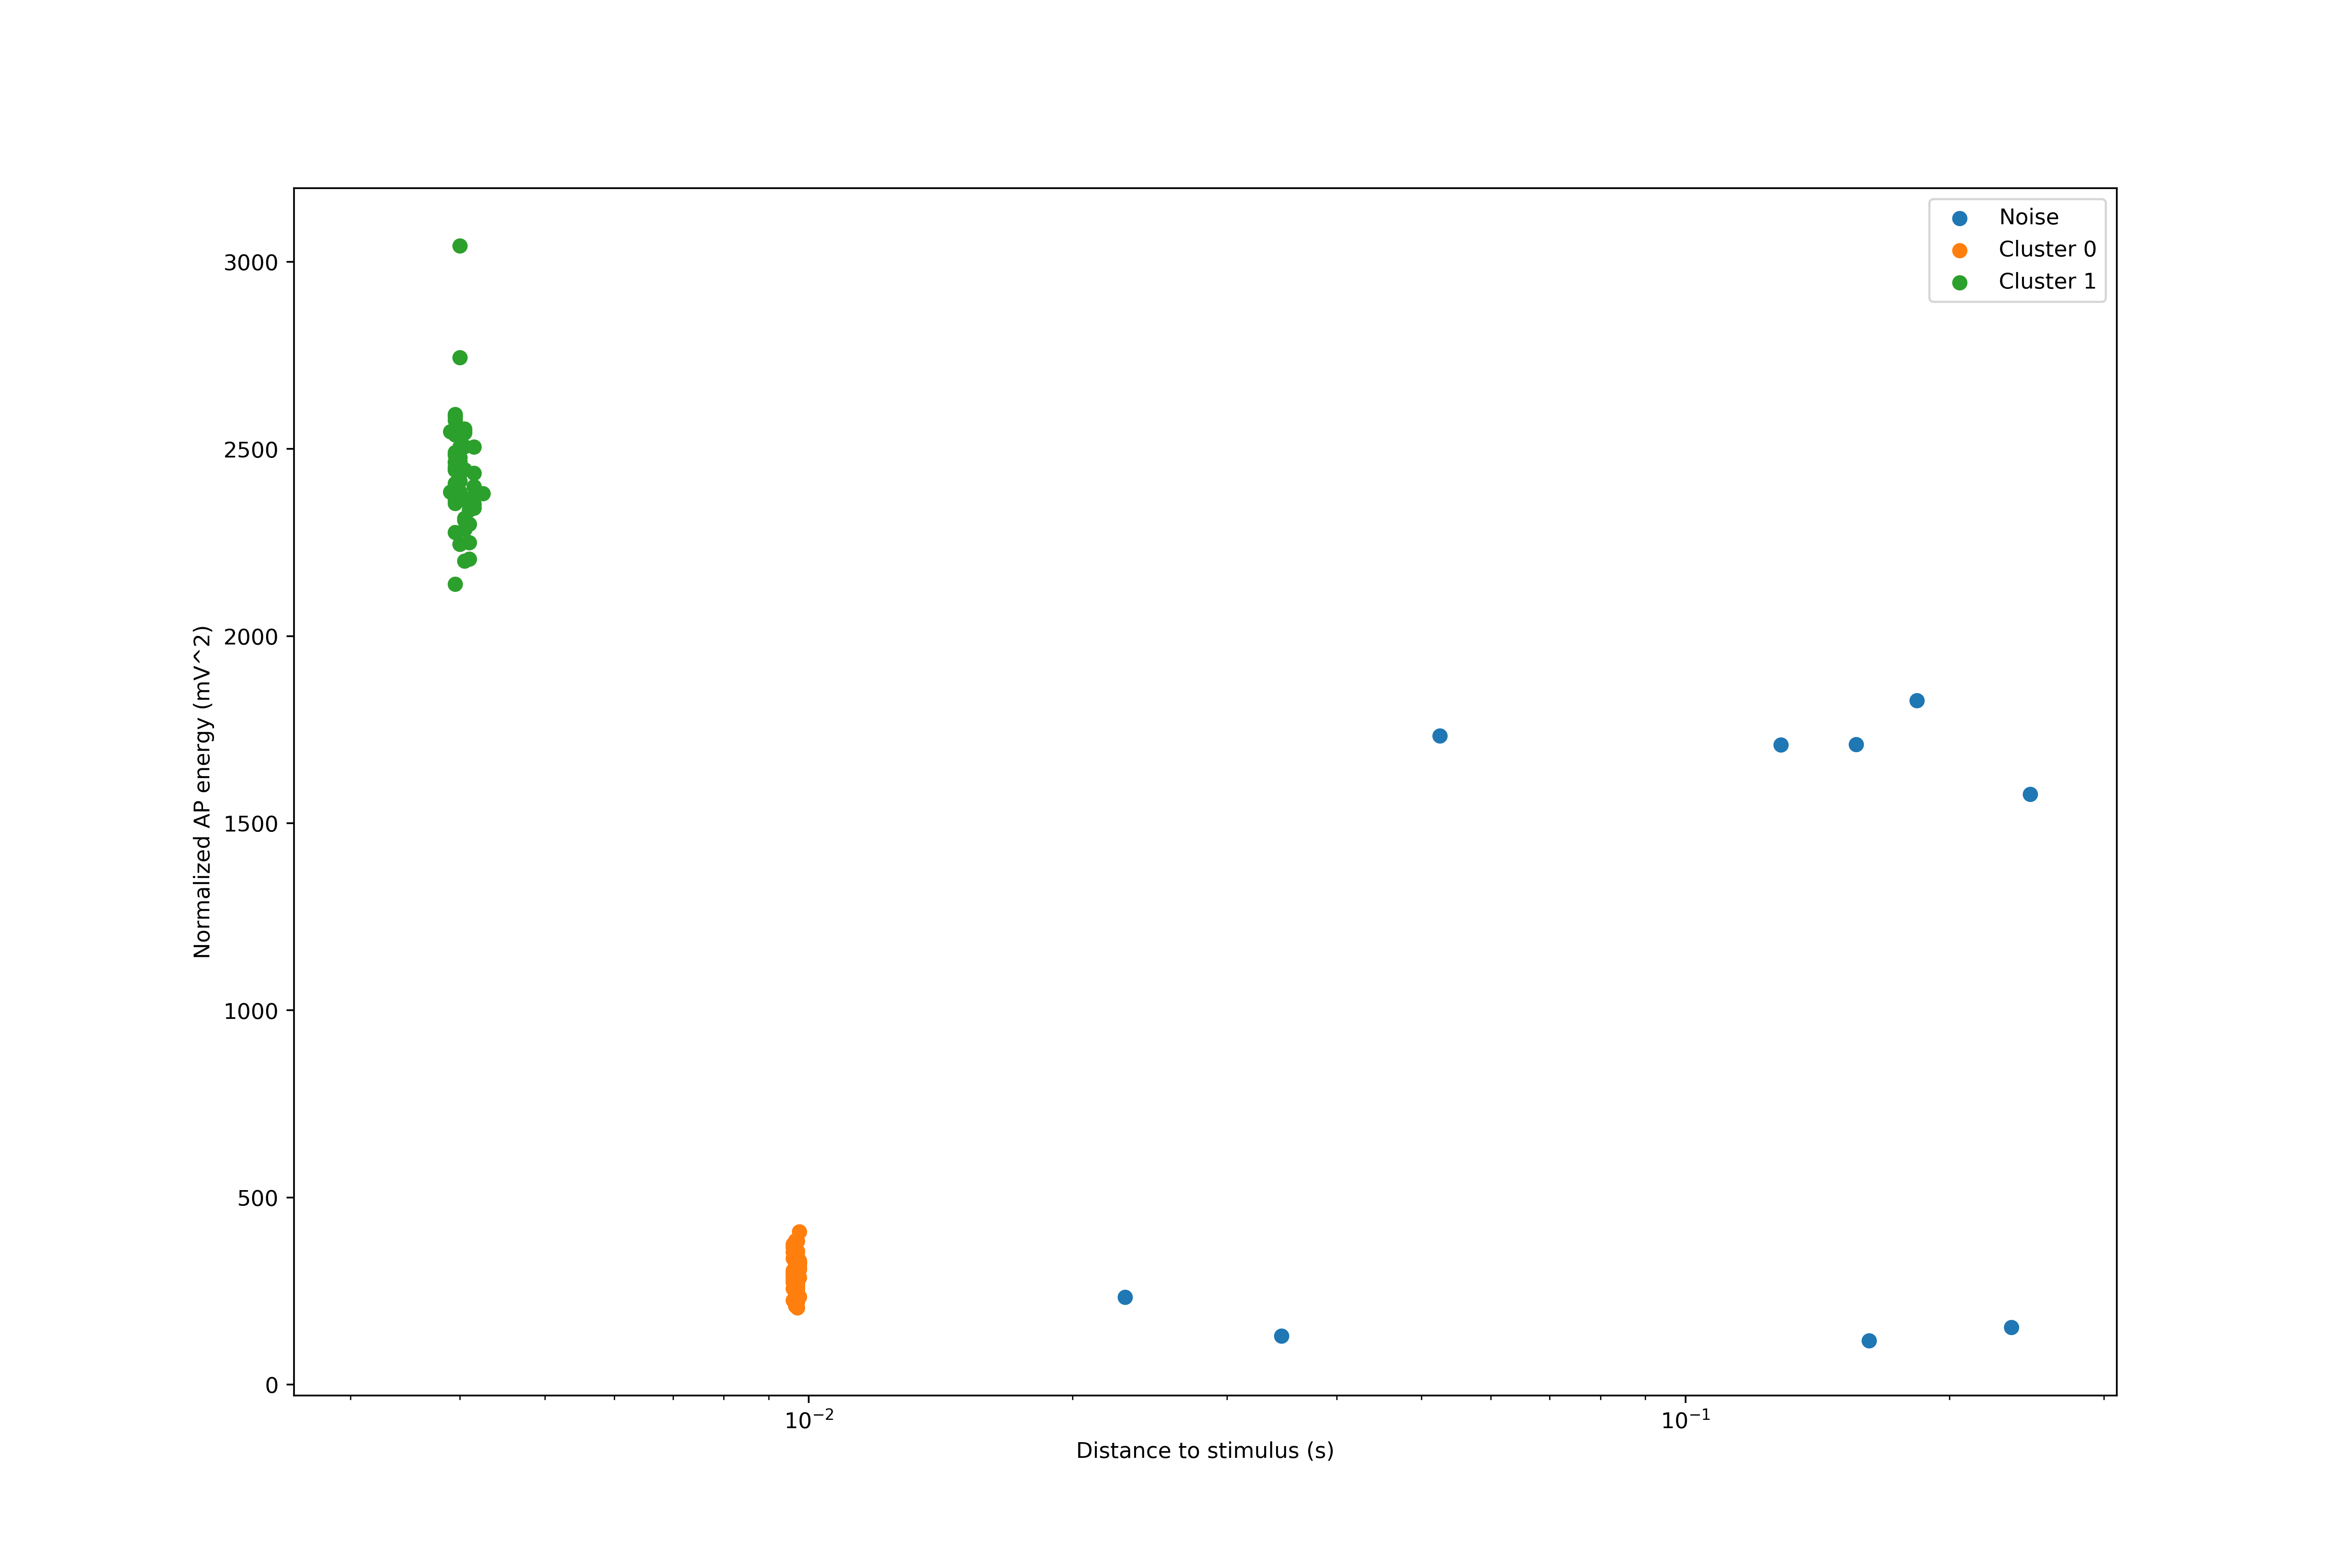 Noise
Cluster 0
Cluster 1
3000
2500
2000
1500
1000
500
0
Normalized AP energy (mV^2)
10⁻² 10⁻¹
Distance to stimulus (s)